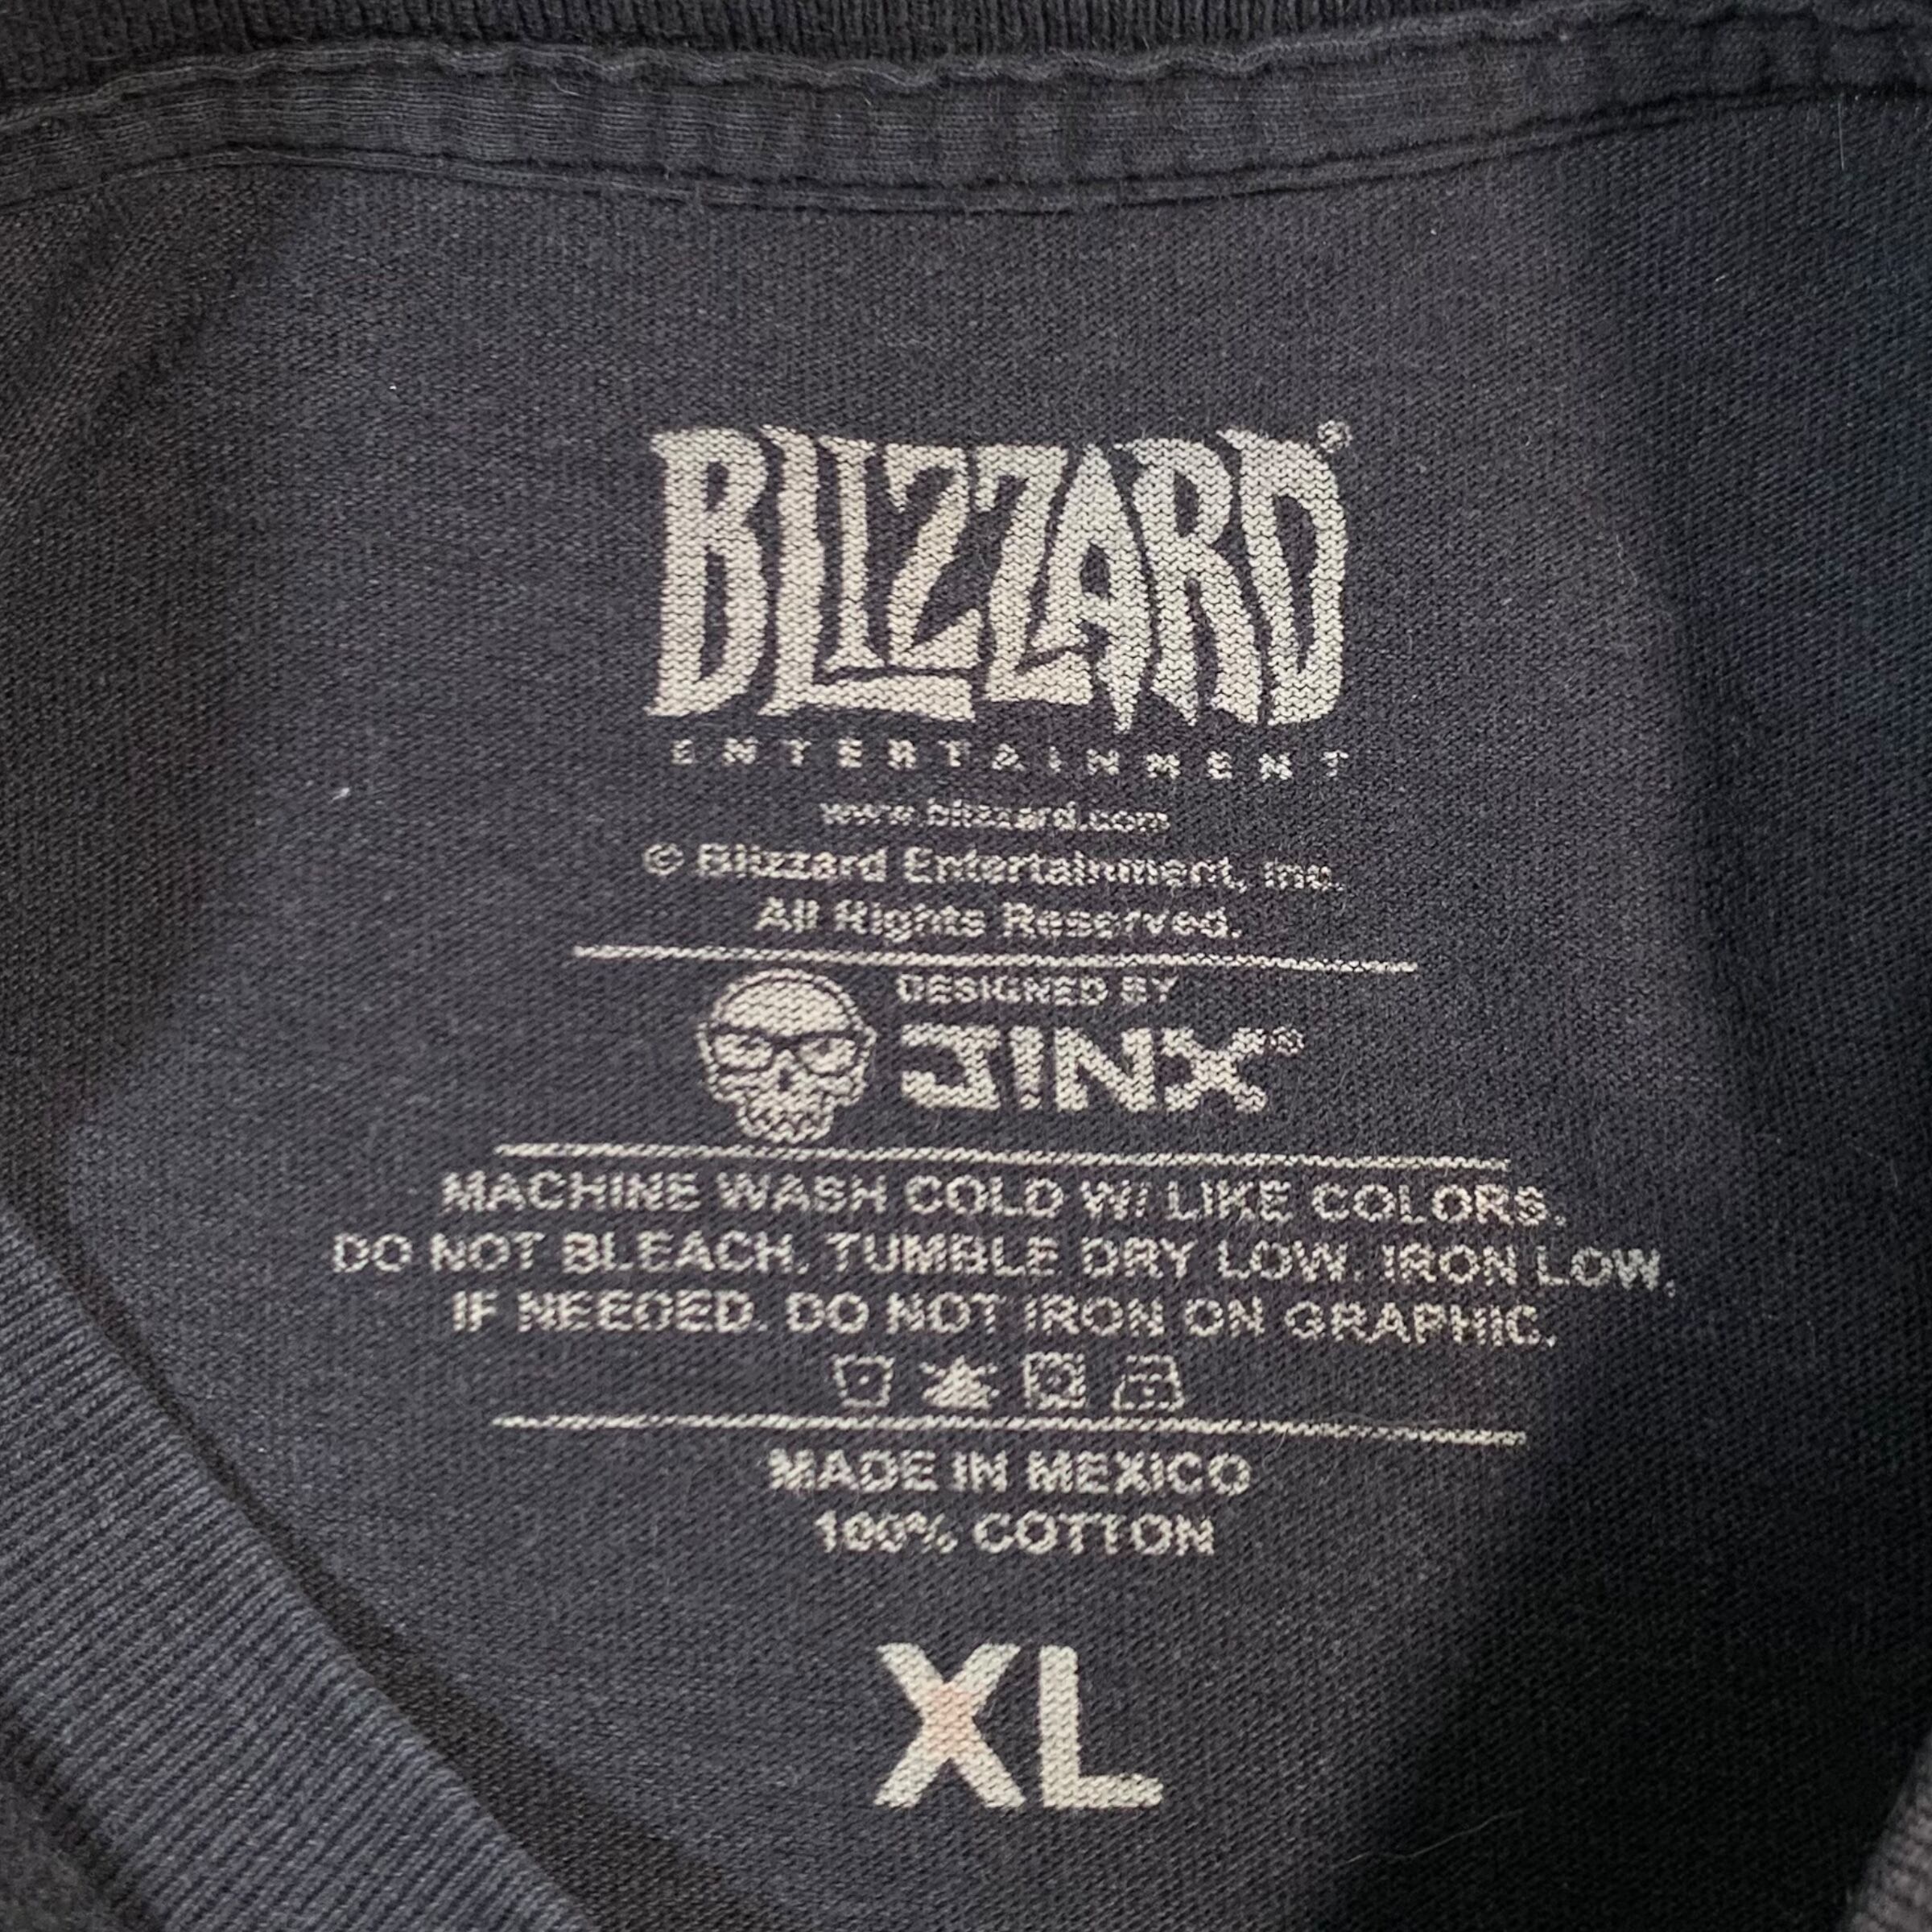 BLIZZARD®
ENTERTAINMENT
www.blizzard.com
© Blizzard Entertainment, Inc.
All Rights Reserved.
DESIGNED BY
J!NX®
MACHINE WASH COLD W/ LIKE COLORS.
DO NOT BLEACH. TUMBLE DRY LOW. IRON LOW,
IF NEEDED. DO NOT IRON ON GRAPHIC.
MADE IN MEXICO
100% COTTON
XL